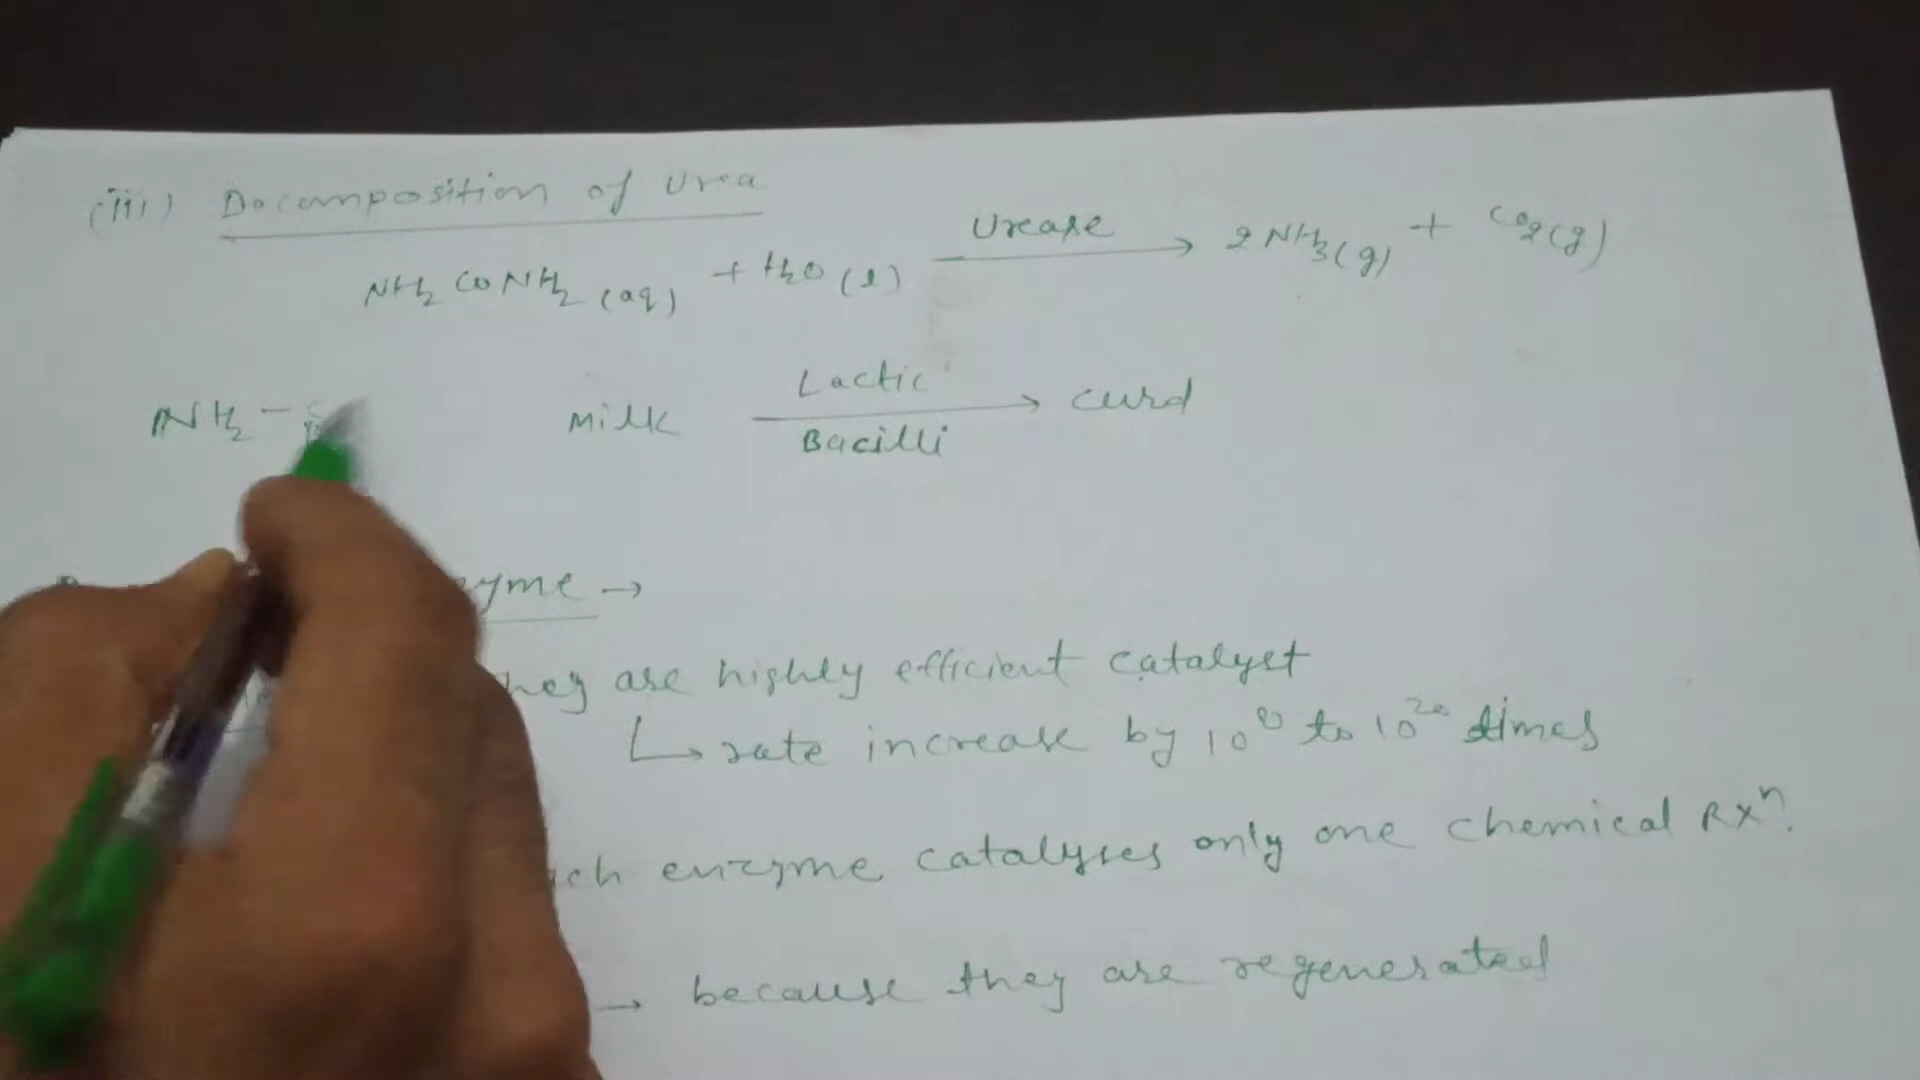 (iii) Decomposition of Urea
NH2CONH2(aq) + H2O(l) Urease → 2NH3(g) + CO2(g)
NH2 –
Milk Lactic Bacilli → curd
zyme →
hey are highly efficient catalyst
↳ rate increase by 10^8 to 10^20 times
ch enzyme catalyses only one chemical Rxn.
→ because they are regenerated